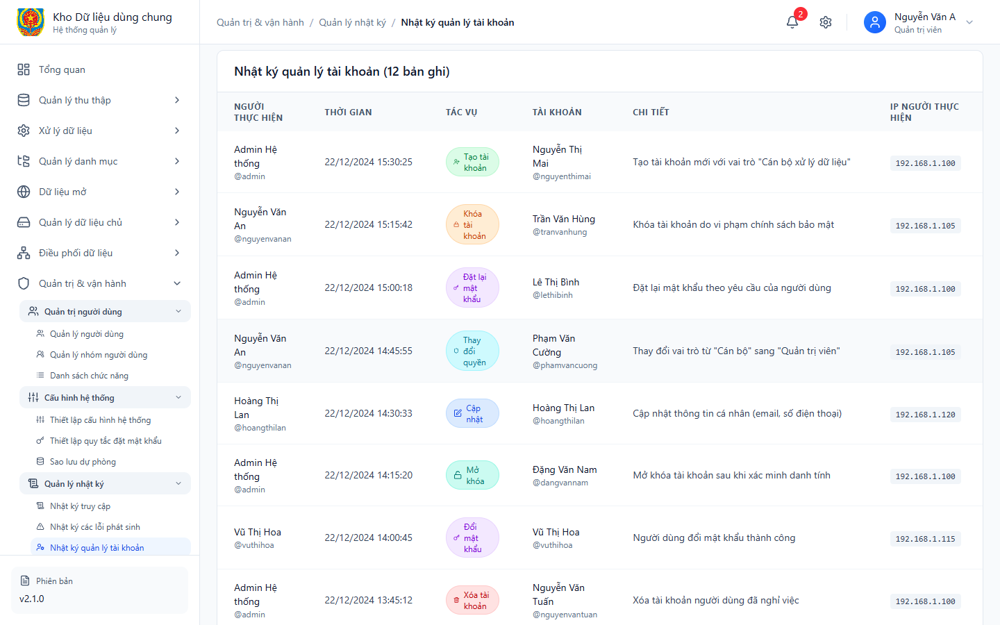 Kho Dữ liệu dùng chung
Hệ thống quản lý
Quản trị & vận hành / Quản lý nhật ký / Nhật ký quản lý tài khoản
2
Nguyễn Văn A
Quản trị viên
Tổng quan
Quản lý thu thập
Xử lý dữ liệu
Quản lý danh mục
Dữ liệu mở
Quản lý dữ liệu chủ
Điều phối dữ liệu
Quản trị & vận hành
Quản trị người dùng
Quản lý người dùng
Quản lý nhóm người dùng
Danh sách chức năng
Cấu hình hệ thống
Thiết lập cấu hình hệ thống
Thiết lập quy tắc đặt mật khẩu
Sao lưu dự phòng
Quản lý nhật ký
Nhật ký truy cập
Nhật ký các lỗi phát sinh
Nhật ký quản lý tài khoản
Phiên bản
v2.1.0
Nhật ký quản lý tài khoản (12 bản ghi)
NGƯỜI
THỰC HIỆN
THỜI GIAN
TÁC VỤ
TÀI KHOẢN
CHI TIẾT
IP NGƯỜI THỰC
HIỆN
Admin Hệ
thống
@admin
22/12/2024 15:30:25
Tạo tài
khoản
Nguyễn Thị
Mai
@nguyenthimai
Tạo tài khoản mới với vai trò "Cán bộ xử lý dữ liệu"
192.168.1.100
Nguyễn Văn
An
@nguyenvanan
22/12/2024 15:15:42
Khóa
tài
khoản
Trần Văn Hùng
@tranvanhung
Khóa tài khoản do vi phạm chính sách bảo mật
192.168.1.105
Admin Hệ
thống
@admin
22/12/2024 15:00:18
Đặt lại
mật
khẩu
Lê Thị Bình
@lethibinh
Đặt lại mật khẩu theo yêu cầu của người dùng
192.168.1.100
Nguyễn Văn
An
@nguyenvanan
22/12/2024 14:45:55
Thay
đổi
quyền
Phạm Văn
Cường
@phamvancuong
Thay đổi vai trò từ "Cán bộ" sang "Quản trị viên"
192.168.1.105
Hoàng Thị
Lan
@hoangthilan
22/12/2024 14:30:33
Cập
nhật
Hoàng Thị Lan
@hoangthilan
Cập nhật thông tin cá nhân (email, số điện thoại)
192.168.1.120
Admin Hệ
thống
@admin
22/12/2024 14:15:20
Mở
khóa
Đặng Văn Nam
@dangvannam
Mở khóa tài khoản sau khi xác minh danh tính
192.168.1.100
Vũ Thị Hoa
@vuthihoa
22/12/2024 14:00:45
Đổi
mật
khẩu
Vũ Thị Hoa
@vuthihoa
Người dùng đổi mật khẩu thành công
192.168.1.115
Admin Hệ
thống
@admin
22/12/2024 13:45:12
Xóa tài
khoản
Nguyễn Văn
Tuấn
@nguyenvantuan
Xóa tài khoản người dùng đã nghỉ việc
192.168.1.100